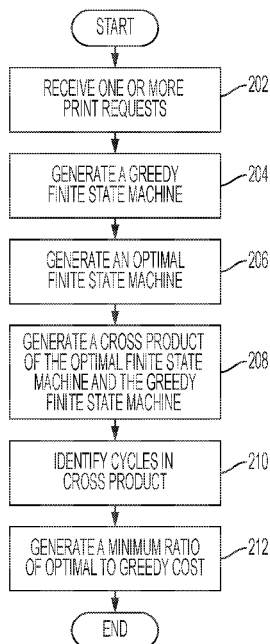 START
RECEIVE ONE OR MORE
PRINT REQUESTS
202
GENERATE A GREEDY
FINITE STATE MACHINE
204
GENERATE AN OPTIMAL
FINITE STATE MACHINE
206
GENERATE A CROSS PRODUCT
OF THE OPTIMAL FINITE STATE
MACHINE AND THE GREEDY
FINITE STATE MACHINE
208
IDENTIFY CYCLES IN
CROSS PRODUCT
210
GENERATE A MINIMUM RATIO
OF OPTIMAL TO GREEDY COST
212
END